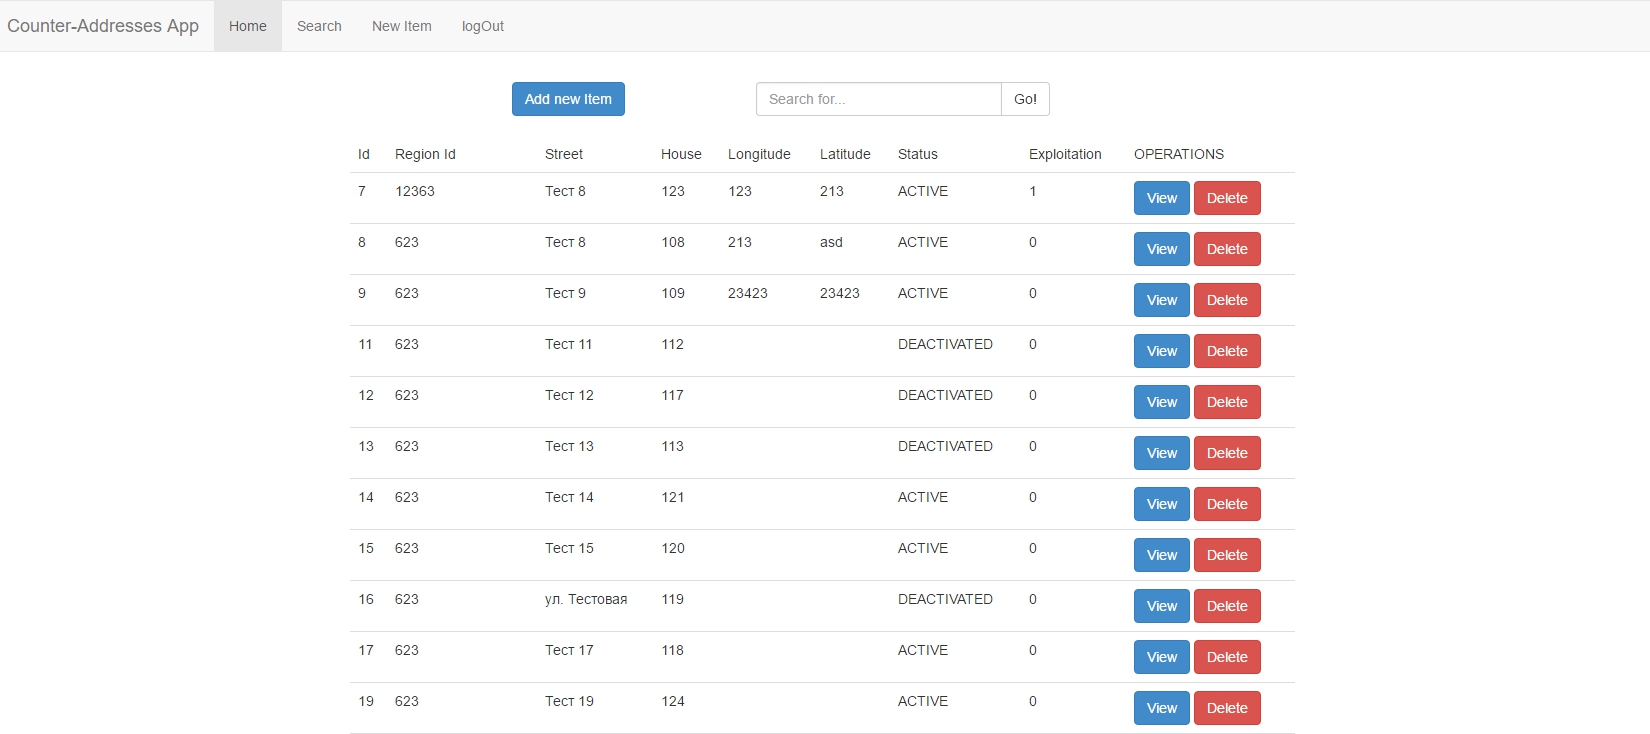 Counter-Addresses App Home Search New Item logOut
Add new Item Search for... Go!
Id Region Id Street House Longitude Latitude Status Exploitation OPERATIONS
7 12363 Тест 8 123 123 213 ACTIVE 1 View Delete
8 623 Тест 8 108 213 asd ACTIVE 0 View Delete
9 623 Тест 9 109 23423 23423 ACTIVE 0 View Delete
11 623 Тест 11 112 DEACTIVATED 0 View Delete
12 623 Тест 12 117 DEACTIVATED 0 View Delete
13 623 Тест 13 113 DEACTIVATED 0 View Delete
14 623 Тест 14 121 ACTIVE 0 View Delete
15 623 Тест 15 120 ACTIVE 0 View Delete
16 623 ул. Тестовая 119 DEACTIVATED 0 View Delete
17 623 Тест 17 118 ACTIVE 0 View Delete
19 623 Тест 19 124 ACTIVE 0 View Delete